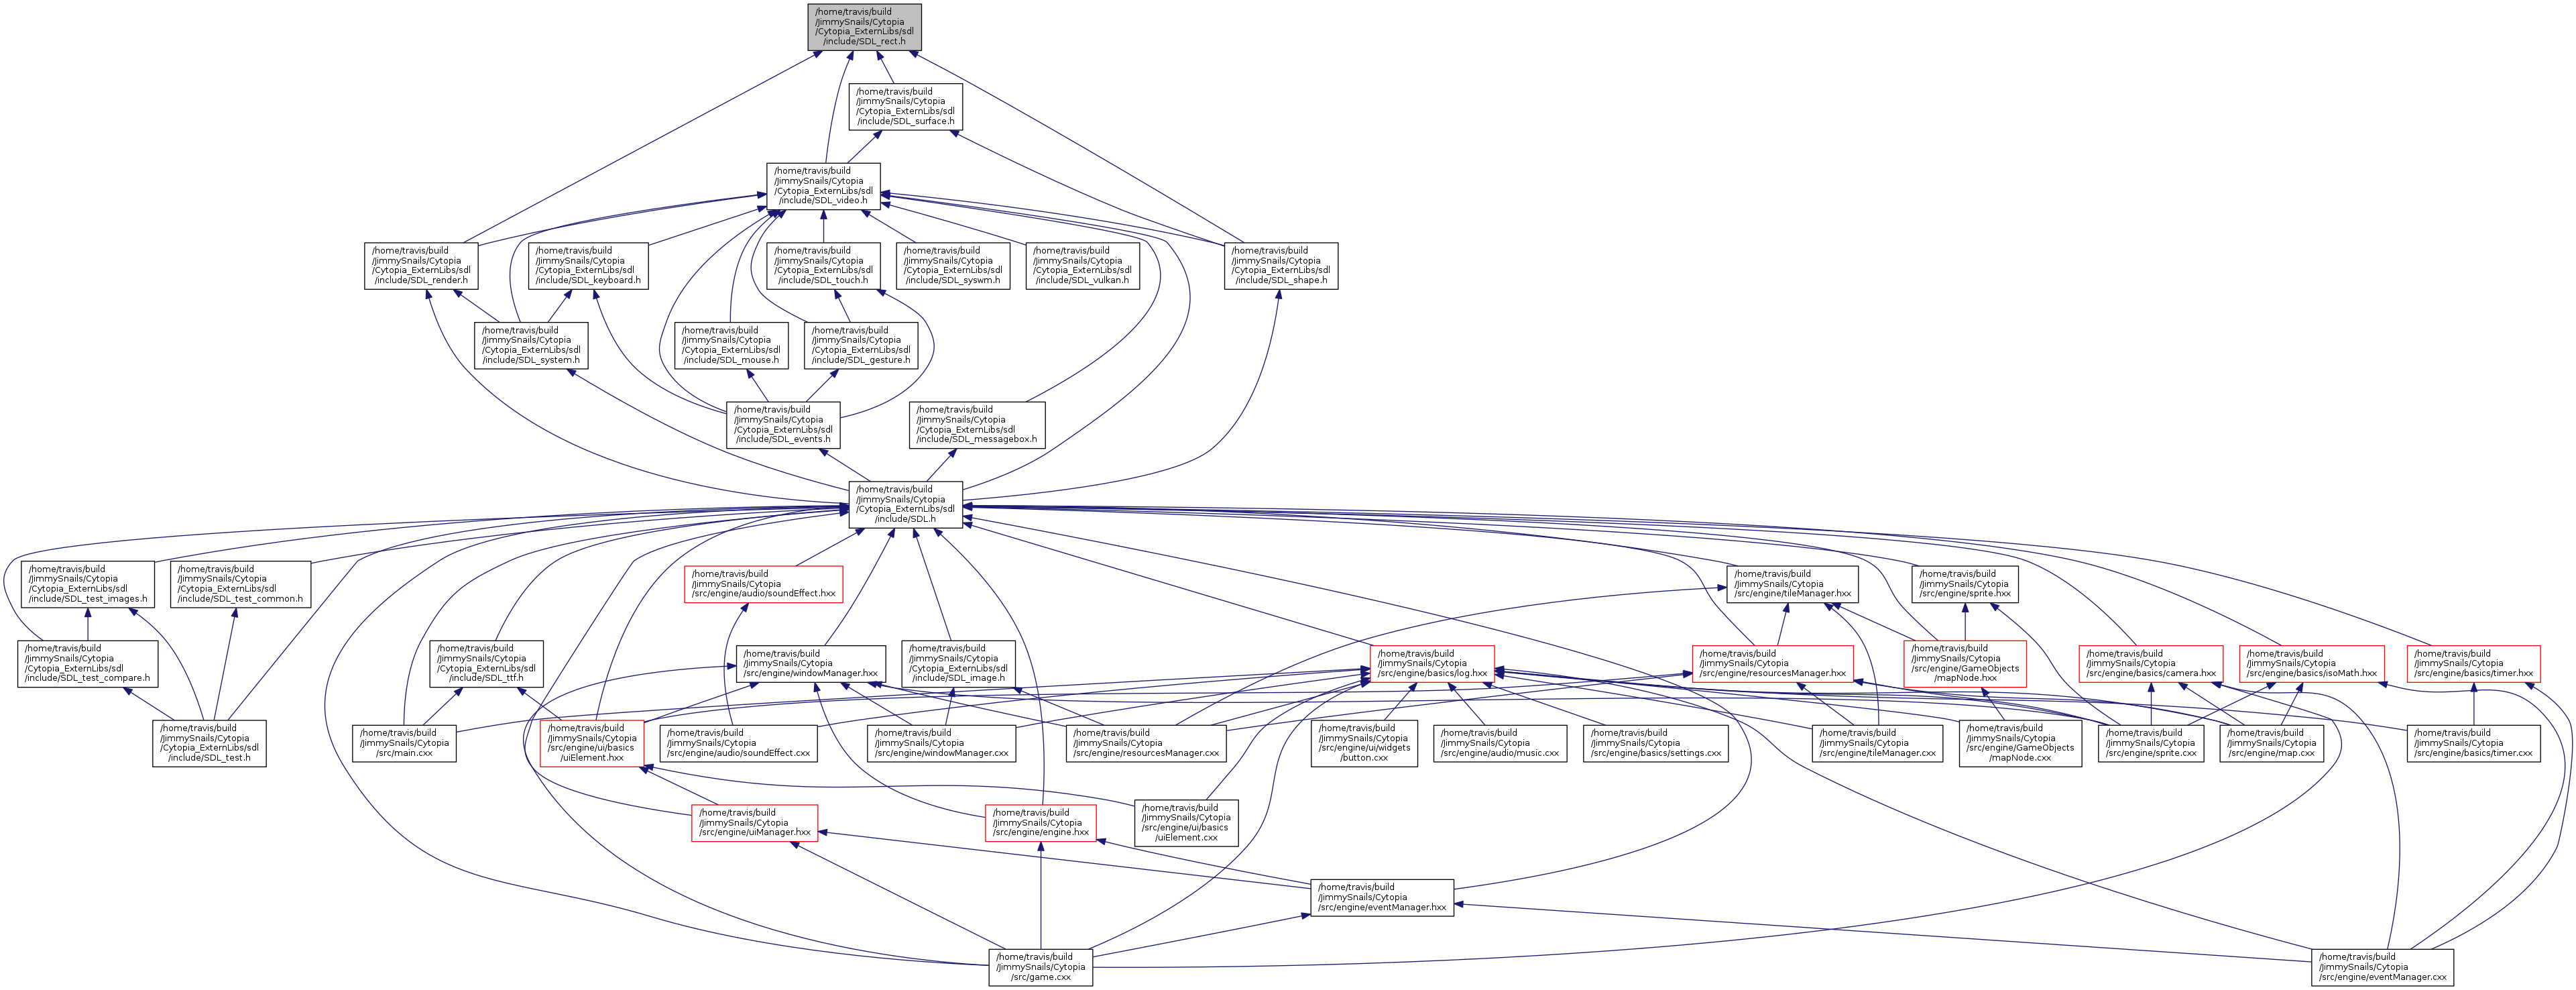 /home/travis/build
/JimmySnails/Cytopia
/Cytopia_ExternLibs/sdl
/include/SDL_rect.h
/home/travis/build
/JimmySnails/Cytopia
/Cytopia_ExternLibs/sdl
/include/SDL_surface.h
/home/travis/build
/JimmySnails/Cytopia
/Cytopia_ExternLibs/sdl
/include/SDL_video.h
/home/travis/build
/JimmySnails/Cytopia
/Cytopia_ExternLibs/sdl
/include/SDL_render.h
/home/travis/build
/JimmySnails/Cytopia
/Cytopia_ExternLibs/sdl
/include/SDL_keyboard.h
/home/travis/build
/JimmySnails/Cytopia
/Cytopia_ExternLibs/sdl
/include/SDL_touch.h
/home/travis/build
/JimmySnails/Cytopia
/Cytopia_ExternLibs/sdl
/include/SDL_syswm.h
/home/travis/build
/JimmySnails/Cytopia
/Cytopia_ExternLibs/sdl
/include/SDL_vulkan.h
/home/travis/build
/JimmySnails/Cytopia
/Cytopia_ExternLibs/sdl
/include/SDL_shape.h
/home/travis/build
/JimmySnails/Cytopia
/Cytopia_ExternLibs/sdl
/include/SDL_system.h
/home/travis/build
/JimmySnails/Cytopia
/Cytopia_ExternLibs/sdl
/include/SDL_mouse.h
/home/travis/build
/JimmySnails/Cytopia
/Cytopia_ExternLibs/sdl
/include/SDL_gesture.h
/home/travis/build
/JimmySnails/Cytopia
/Cytopia_ExternLibs/sdl
/include/SDL_events.h
/home/travis/build
/JimmySnails/Cytopia
/Cytopia_ExternLibs/sdl
/include/SDL_messagebox.h
/home/travis/build
/JimmySnails/Cytopia
/Cytopia_ExternLibs/sdl
/include/SDL.h
/home/travis/build
/JimmySnails/Cytopia
/Cytopia_ExternLibs/sdl
/include/SDL_test_images.h
/home/travis/build
/JimmySnails/Cytopia
/Cytopia_ExternLibs/sdl
/include/SDL_test_common.h
/home/travis/build
/JimmySnails/Cytopia
/src/engine/audio/soundEffect.hxx
/home/travis/build
/JimmySnails/Cytopia
/src/engine/tileManager.hxx
/home/travis/build
/JimmySnails/Cytopia
/src/engine/sprite.hxx
/home/travis/build
/JimmySnails/Cytopia
/Cytopia_ExternLibs/sdl
/include/SDL_test_compare.h
/home/travis/build
/JimmySnails/Cytopia
/Cytopia_ExternLibs/sdl
/include/SDL_ttf.h
/home/travis/build
/JimmySnails/Cytopia
/src/engine/windowManager.hxx
/home/travis/build
/JimmySnails/Cytopia
/Cytopia_ExternLibs/sdl
/include/SDL_image.h
/home/travis/build
/JimmySnails/Cytopia
/src/engine/basics/log.hxx
/home/travis/build
/JimmySnails/Cytopia
/src/engine/resourcesManager.hxx
/home/travis/build
/JimmySnails/Cytopia
/src/engine/GameObjects
/mapNode.hxx
/home/travis/build
/JimmySnails/Cytopia
/src/engine/basics/camera.hxx
/home/travis/build
/JimmySnails/Cytopia
/src/engine/basics/isoMath.hxx
/home/travis/build
/JimmySnails/Cytopia
/src/engine/basics/timer.hxx
/home/travis/build
/JimmySnails/Cytopia
/Cytopia_ExternLibs/sdl
/include/SDL_test.h
/home/travis/build
/JimmySnails/Cytopia
/src/main.cxx
/home/travis/build
/JimmySnails/Cytopia
/src/engine/ui/basics
/uiElement.hxx
/home/travis/build
/JimmySnails/Cytopia
/src/engine/audio/soundEffect.cxx
/home/travis/build
/JimmySnails/Cytopia
/src/engine/windowManager.cxx
/home/travis/build
/JimmySnails/Cytopia
/src/engine/resourcesManager.cxx
/home/travis/build
/JimmySnails/Cytopia
/src/engine/ui/widgets
/button.cxx
/home/travis/build
/JimmySnails/Cytopia
/src/engine/audio/music.cxx
/home/travis/build
/JimmySnails/Cytopia
/src/engine/basics/settings.cxx
/home/travis/build
/JimmySnails/Cytopia
/src/engine/tileManager.cxx
/home/travis/build
/JimmySnails/Cytopia
/src/engine/GameObjects
/mapNode.cxx
/home/travis/build
/JimmySnails/Cytopia
/src/engine/sprite.cxx
/home/travis/build
/JimmySnails/Cytopia
/src/engine/map.cxx
/home/travis/build
/JimmySnails/Cytopia
/src/engine/basics/timer.cxx
/home/travis/build
/JimmySnails/Cytopia
/src/engine/uiManager.hxx
/home/travis/build
/JimmySnails/Cytopia
/src/engine/engine.hxx
/home/travis/build
/JimmySnails/Cytopia
/src/engine/ui/basics
/uiElement.cxx
/home/travis/build
/JimmySnails/Cytopia
/src/engine/eventManager.hxx
/home/travis/build
/JimmySnails/Cytopia
/src/game.cxx
/home/travis/build
/JimmySnails/Cytopia
/src/engine/eventManager.cxx